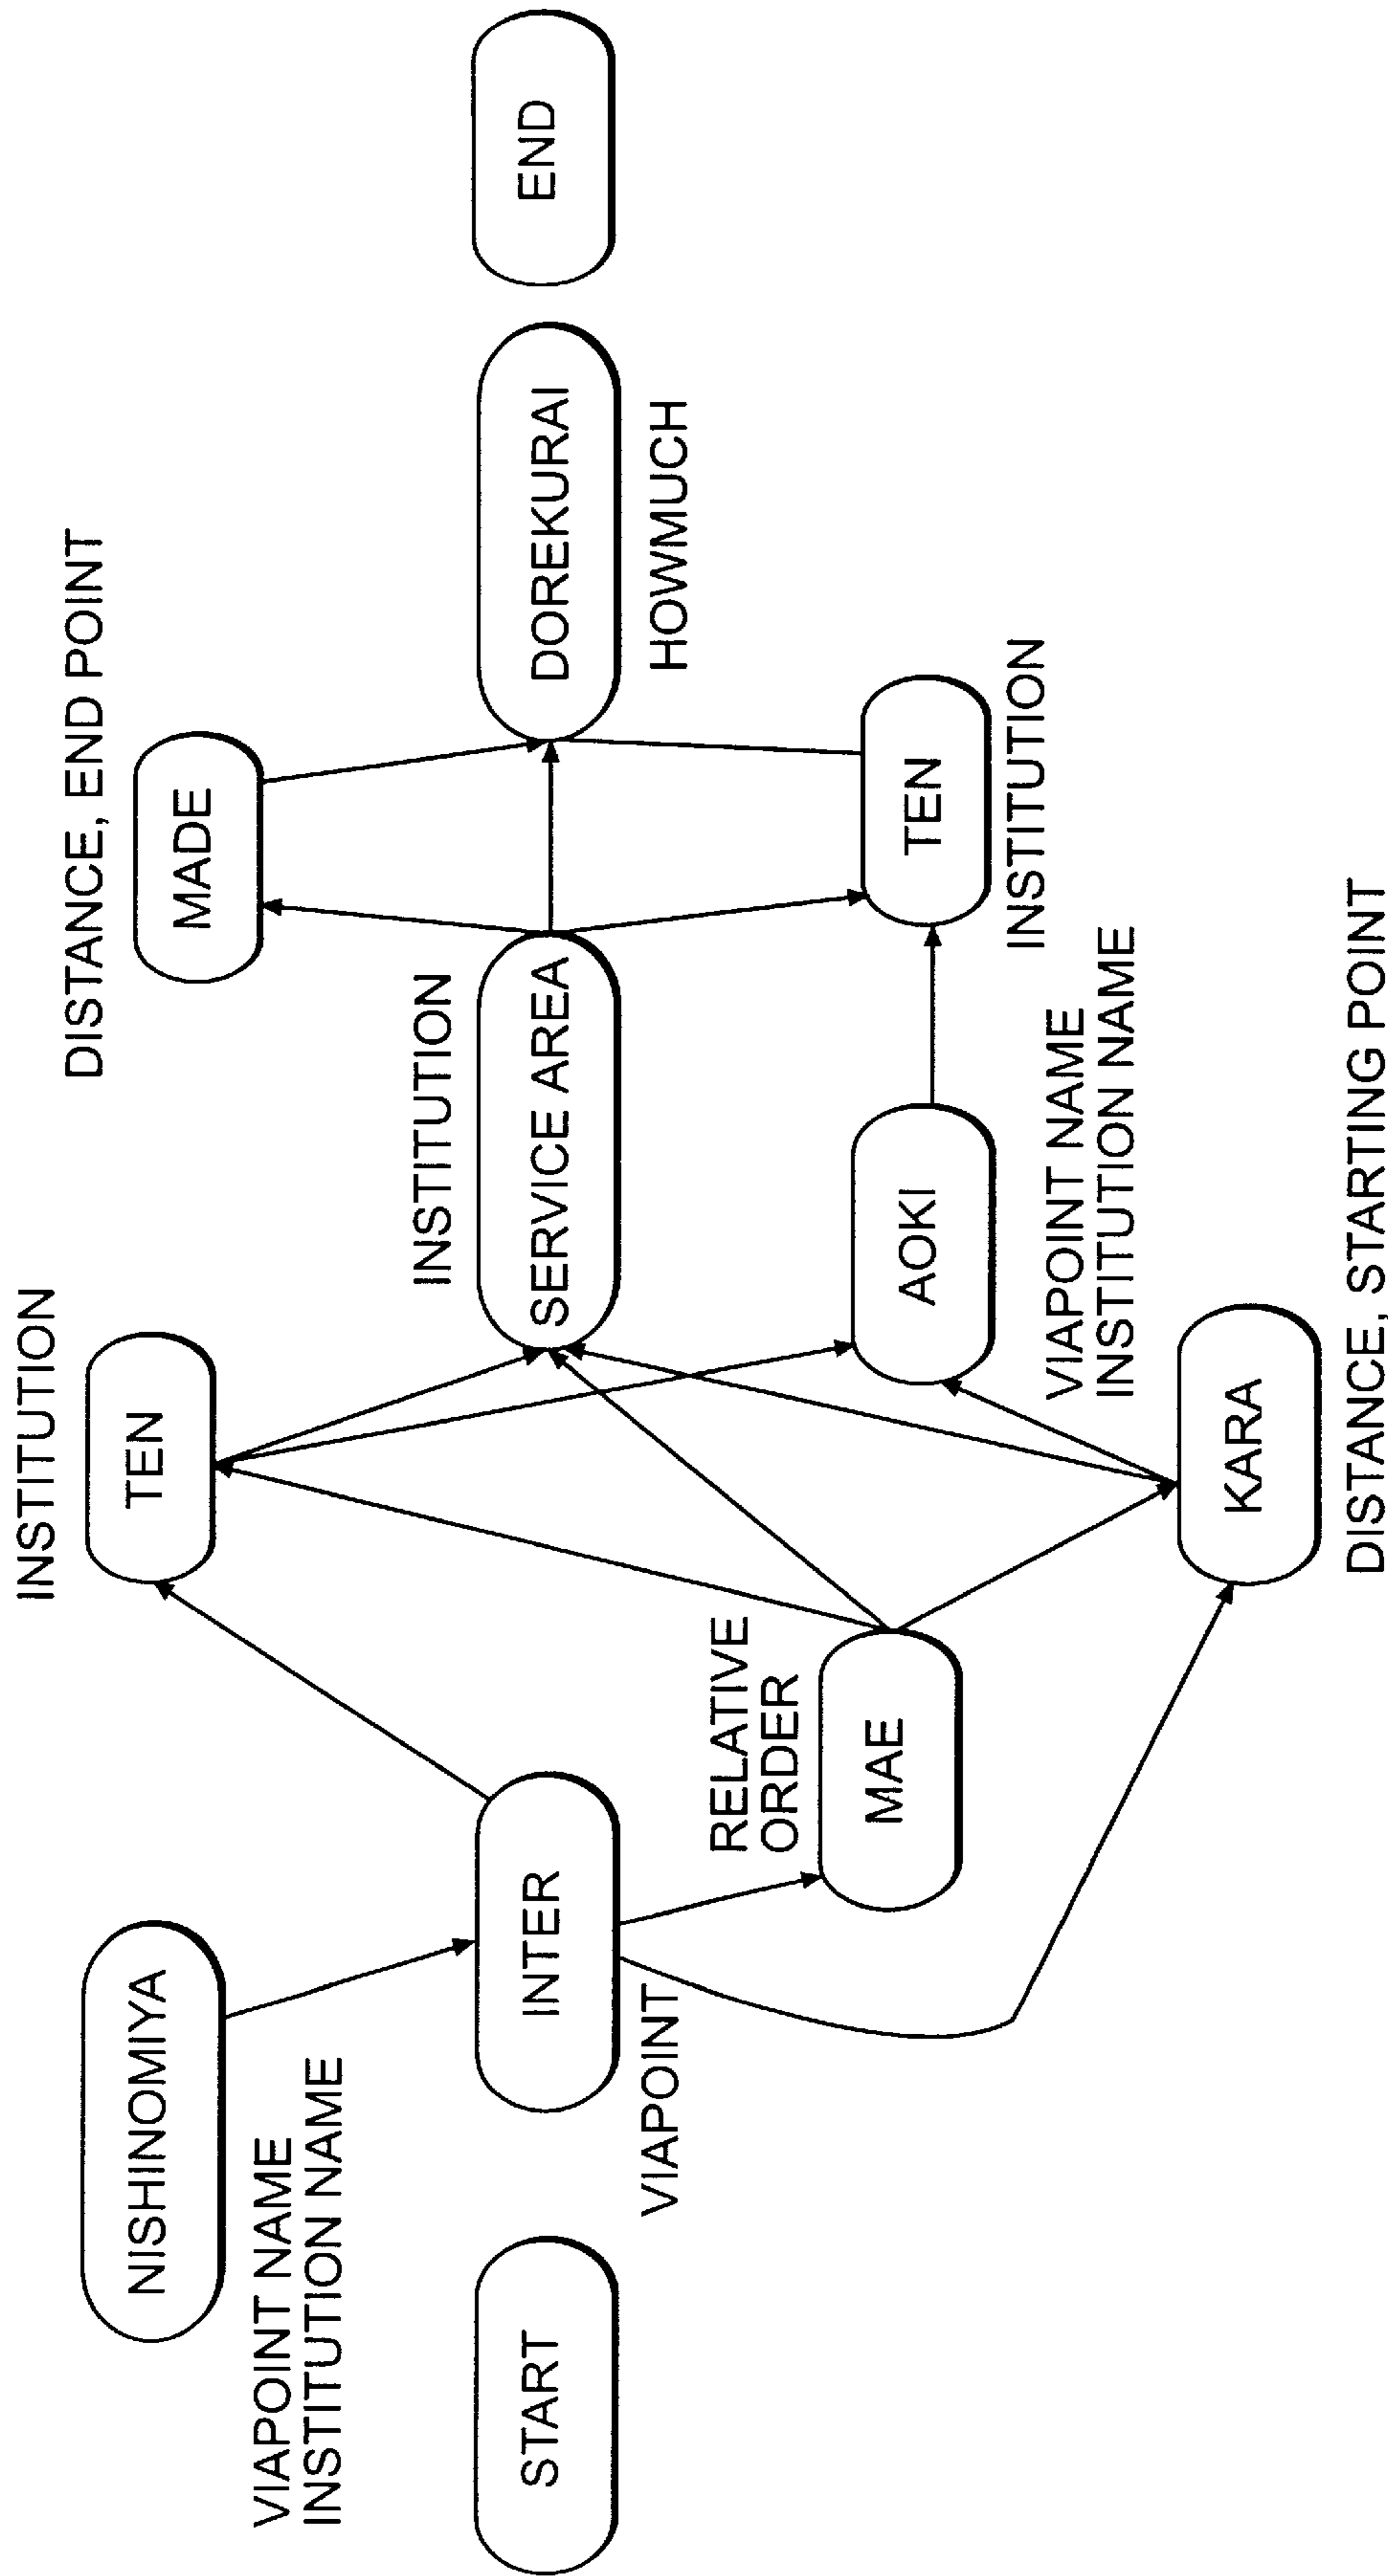 START
NISHINOMIYA
VIAPOINT NAME
INSTITUTION NAME
INTER
VIAPOINT
RELATIVE
ORDER
MAE
INSTITUTION
TEN
KARA
DISTANCE, STARTING POINT
INSTITUTION
SERVICE AREA
AOKI
VIAPOINT NAME
INSTITUTION NAME
DISTANCE, END POINT
MADE
TEN
INSTITUTION
DOREKURAI
HOWMUCH
END